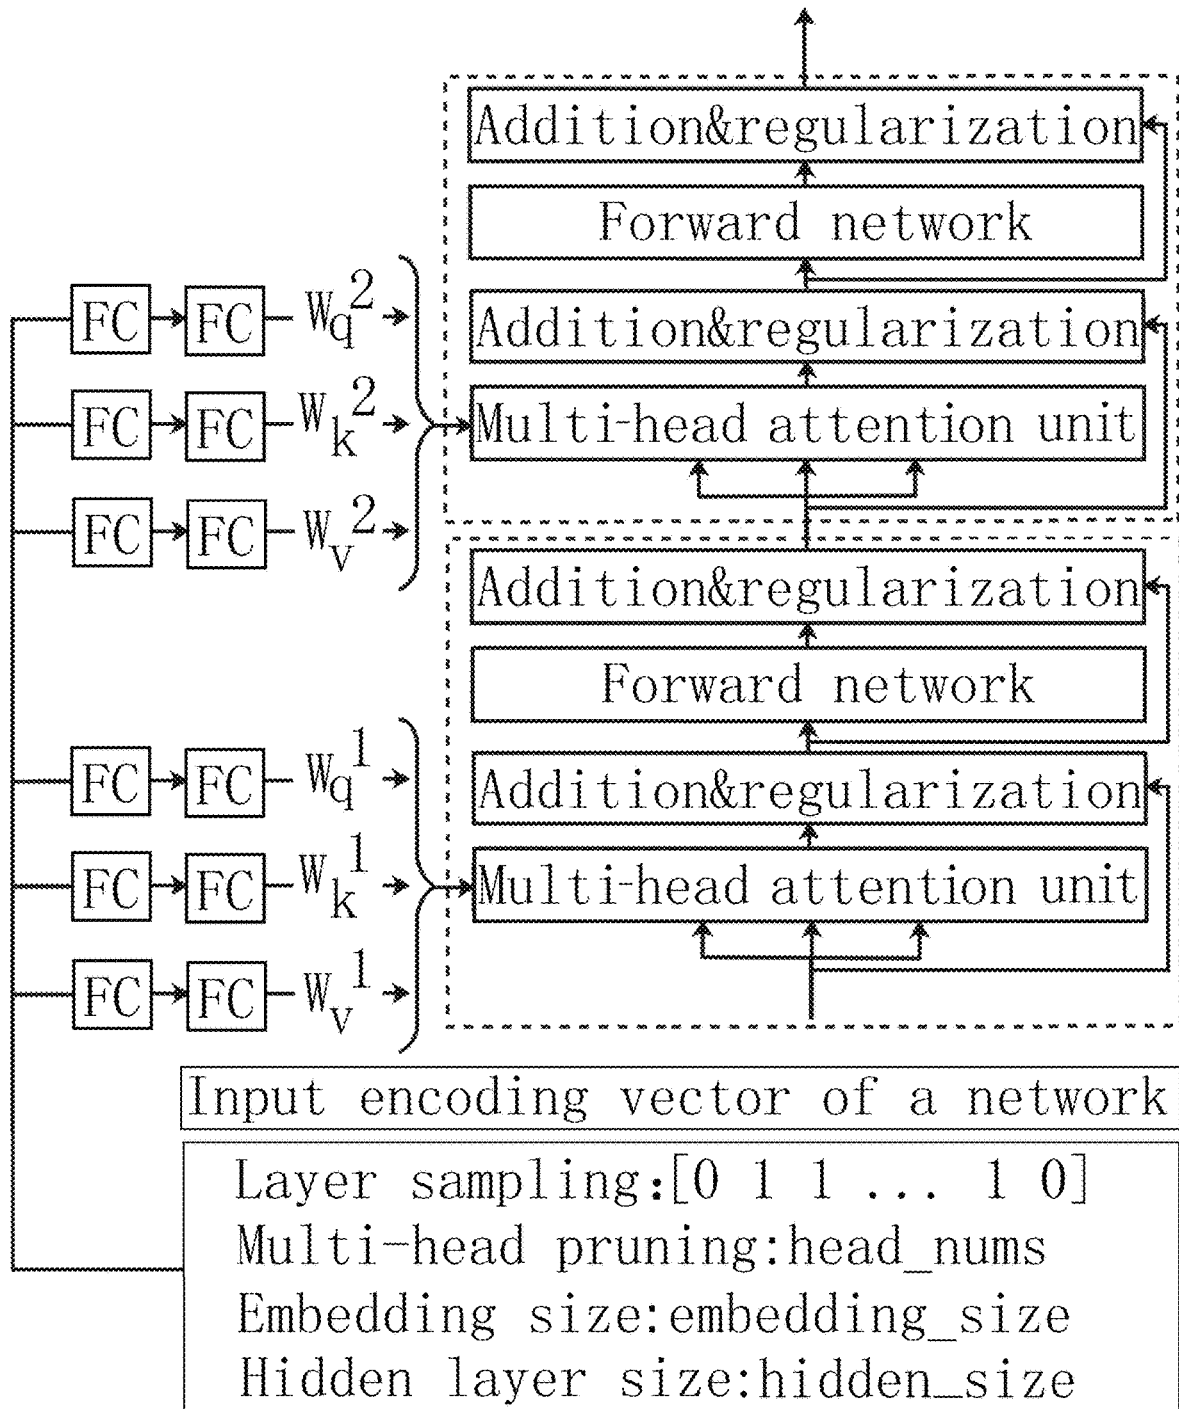 Addition&regularization
Forward network
FC FC Wq2
Addition&regularization
FC FC Wk2
Multi-head attention unit
FC FC Wv2
Addition&regularization
Forward network
FC FC Wq1
Addition&regularization
FC FC Wk1
Multi-head attention unit
FC FC Wv1
Input encoding vector of a network
Layer sampling:[0 1 1 ... 1 0]
Multi-head pruning:head_nums
Embedding size:embedding_size
Hidden layer size:hidden_size